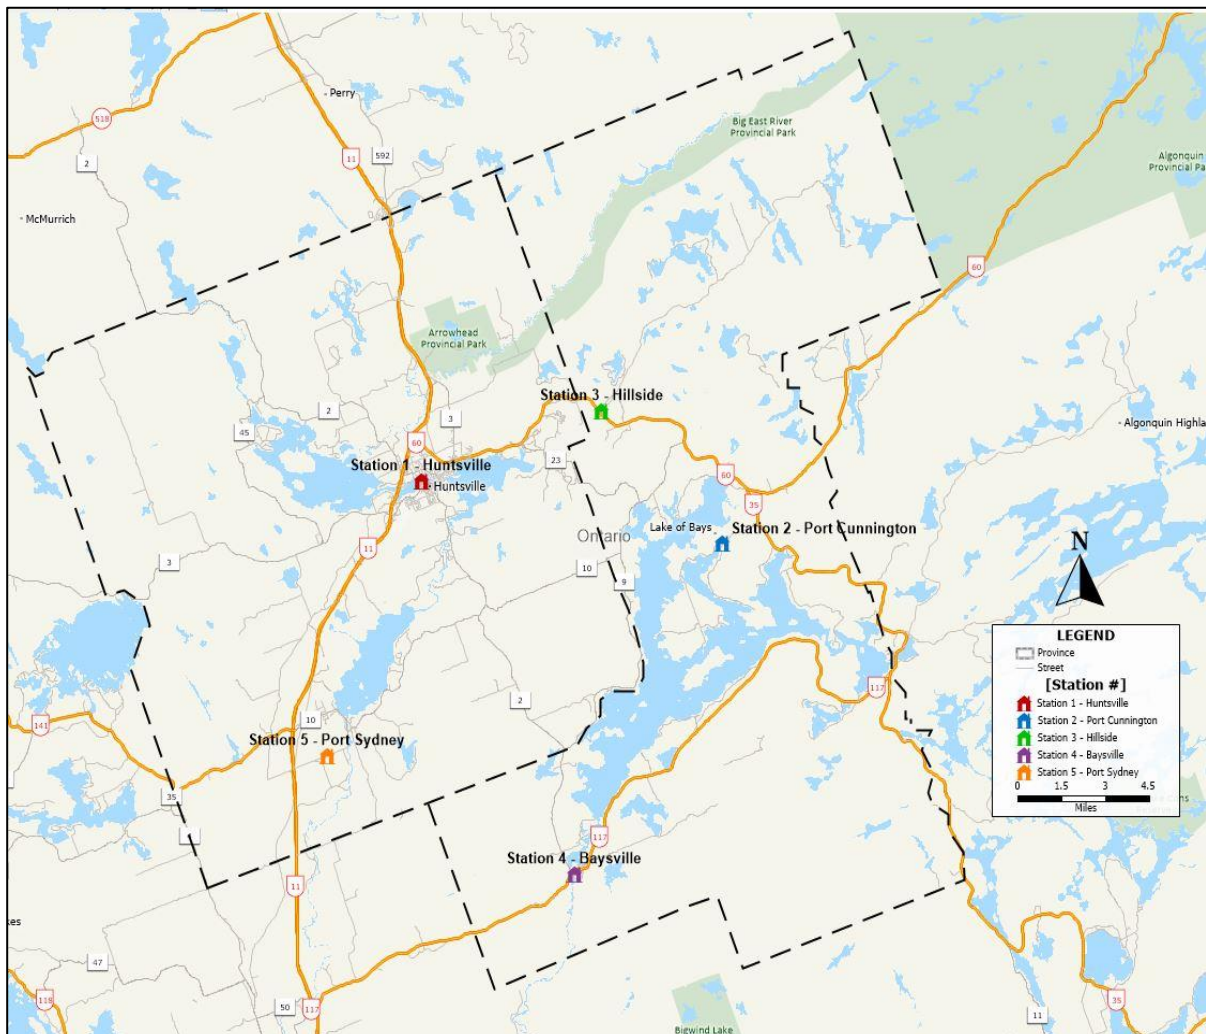 Perry
518
11
592
2
McMurrich
Big East River
Provincial Park
Algonquin
Provincial Pa
60
Arrowhead
Provincial Park
Station 3 - Hillside
2
3
45
60
Algonquin Highla
Station 1 - Huntsville
Huntsville
23
60
35
Lake of Bays
Station 2 - Port Cunnington
Ontario
11
3
10
9
N
LEGEND
Province
Street
[Station #]
Station 1 - Huntsville
Station 2 - Port Cunnington
Station 3 - Hillside
Station 4 - Baysville
Station 5 - Port Sydney
0 1.5 3 4.5
Miles
117
2
10
141
Station 5 - Port Sydney
35
117
Station 4 - Baysville
11
kes
47
118
50
117
Bigwind Lake
11
35